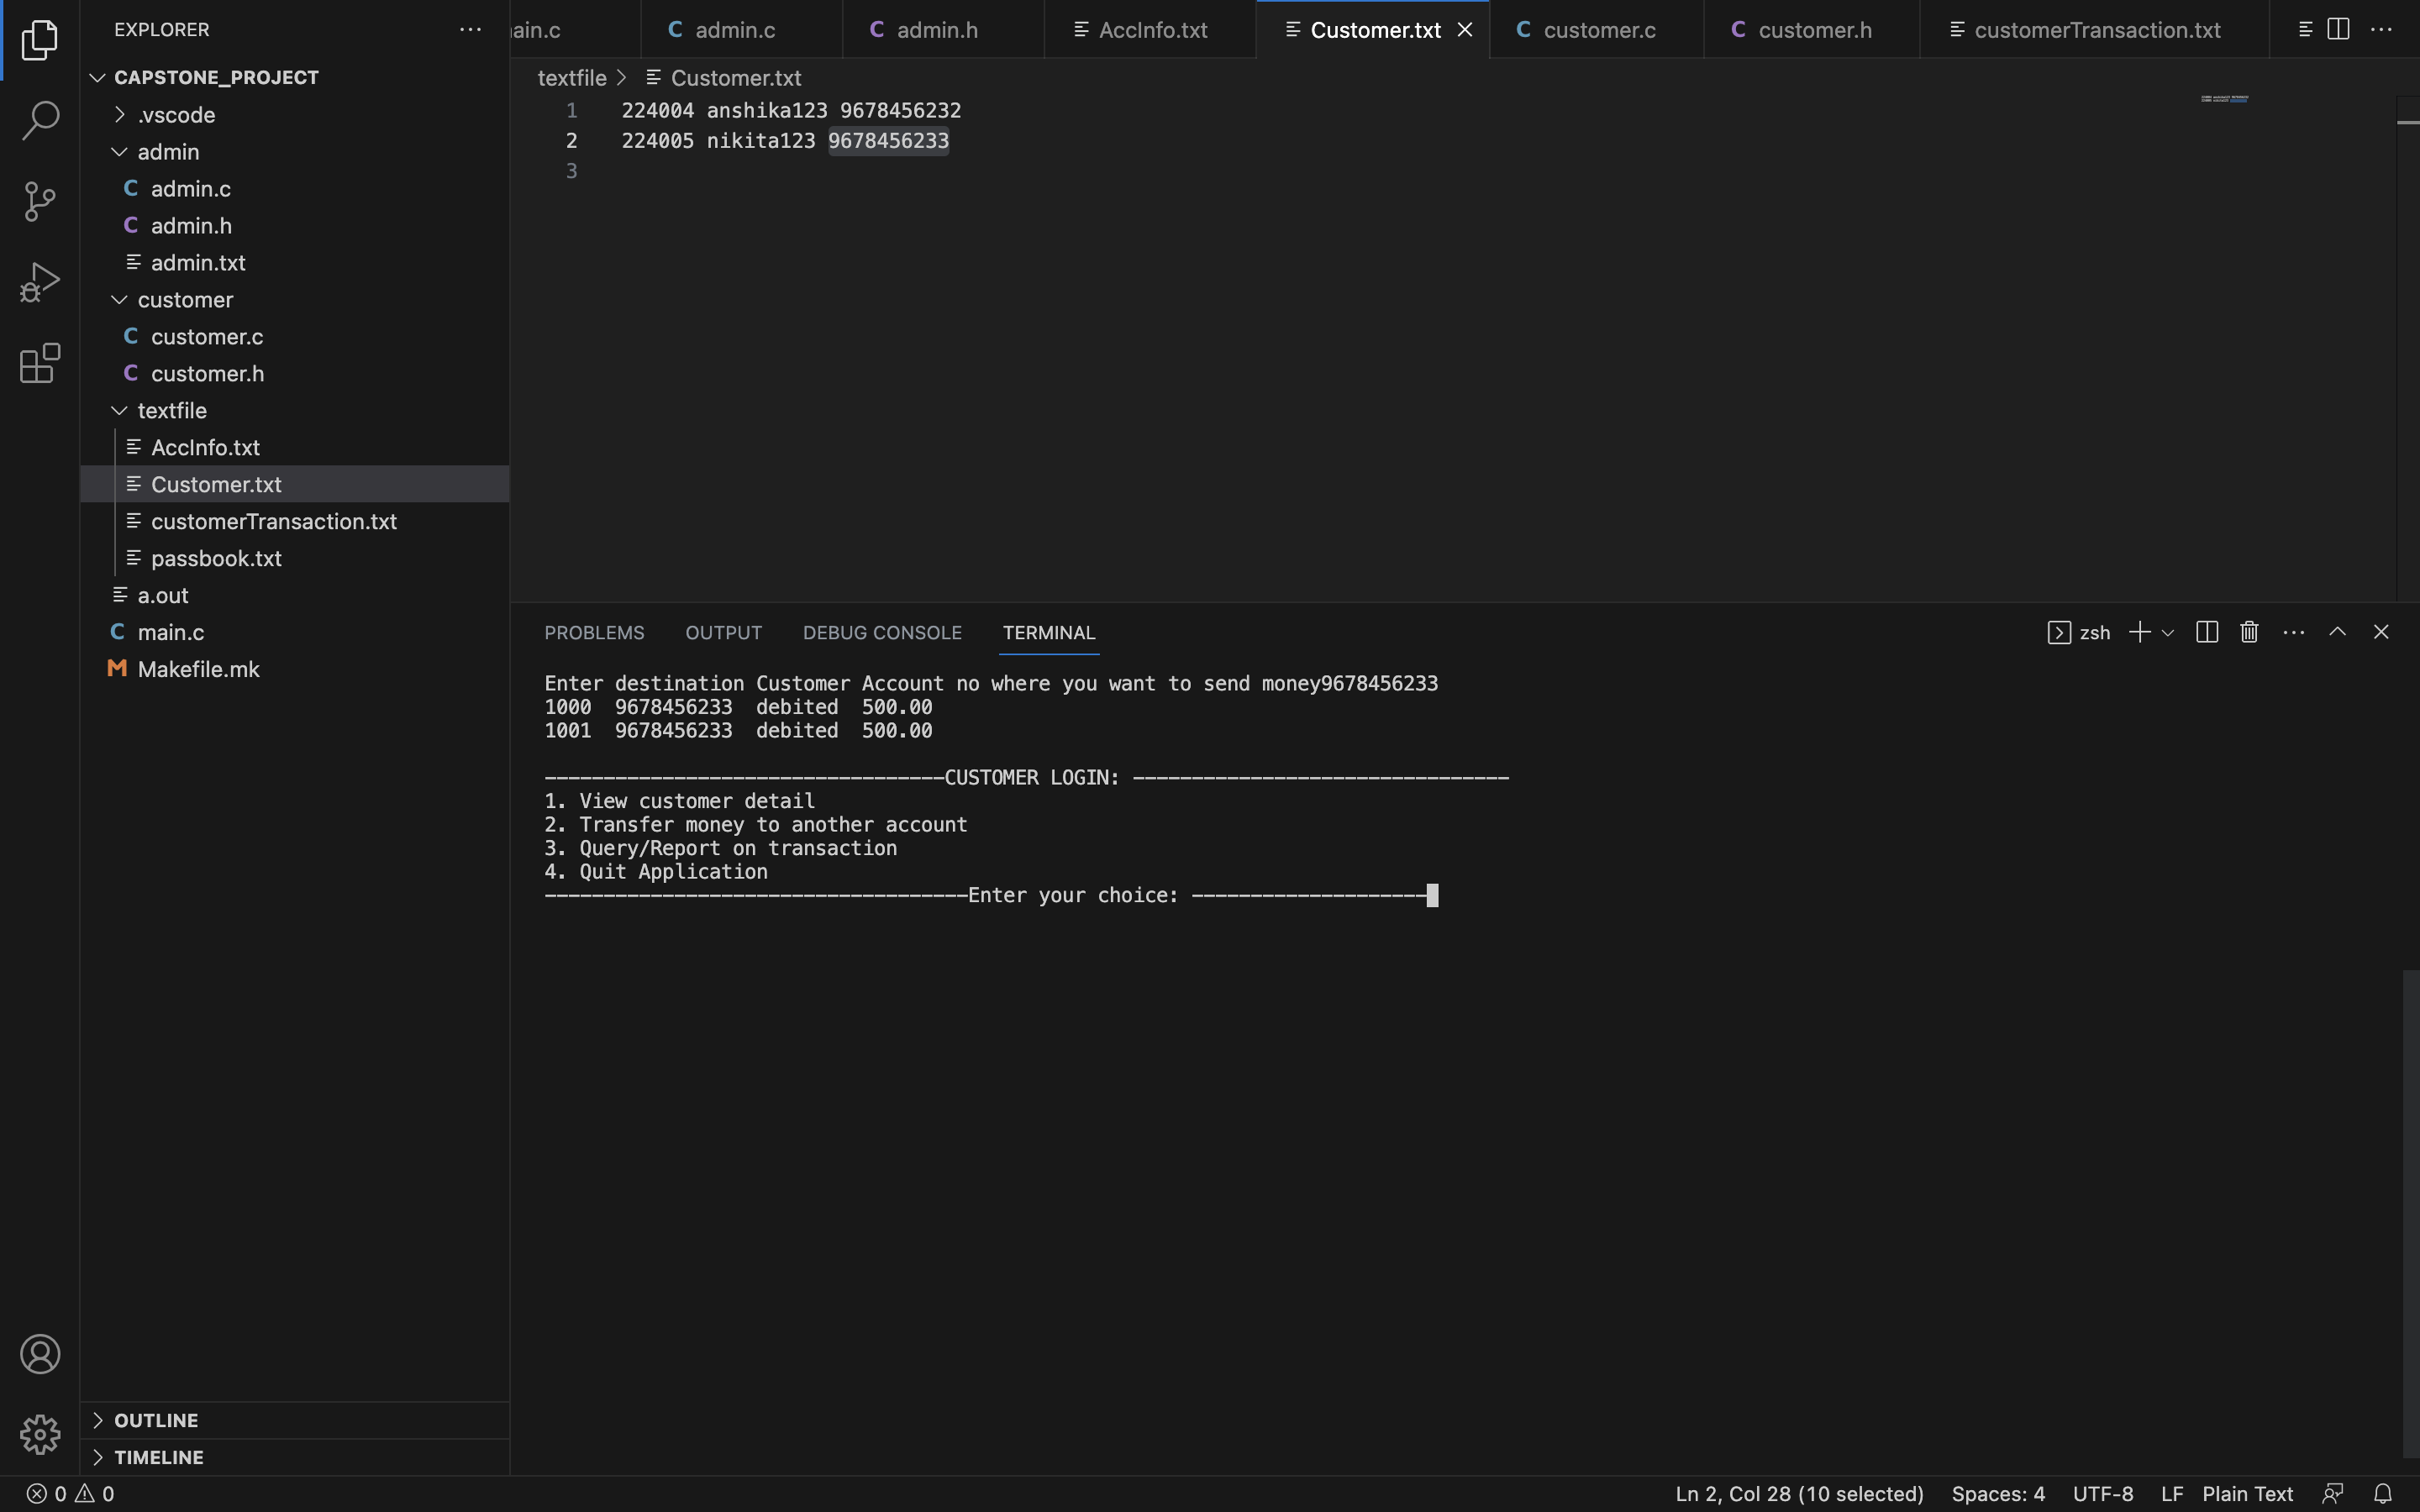 EXPLORER
CAPSTONE_PROJECT
.vscode
admin
C admin.c
C admin.h
admin.txt
customer
C customer.c
C customer.h
textfile
AccInfo.txt
Customer.txt
customerTransaction.txt
passbook.txt
a.out
C main.c
M Makefile.mk
OUTLINE
TIMELINE
ain.c C admin.c C admin.h AccInfo.txt Customer.txt C customer.c C customer.h customerTransaction.txt
textfile > Customer.txt
1 224004 anshika123 9678456232
2 224005 nikita123 9678456233
3
PROBLEMS OUTPUT DEBUG CONSOLE TERMINAL zsh
Enter destination Customer Account no where you want to send money9678456233
1000 9678456233 debited 500.00
1001 9678456233 debited 500.00
----------------------------------CUSTOMER LOGIN: --------------------------------
1. View customer detail
2. Transfer money to another account
3. Query/Report on transaction
4. Quit Application
------------------------------------Enter your choice: --------------------
0 0 Ln 2, Col 28 (10 selected) Spaces: 4 UTF-8 LF Plain Text